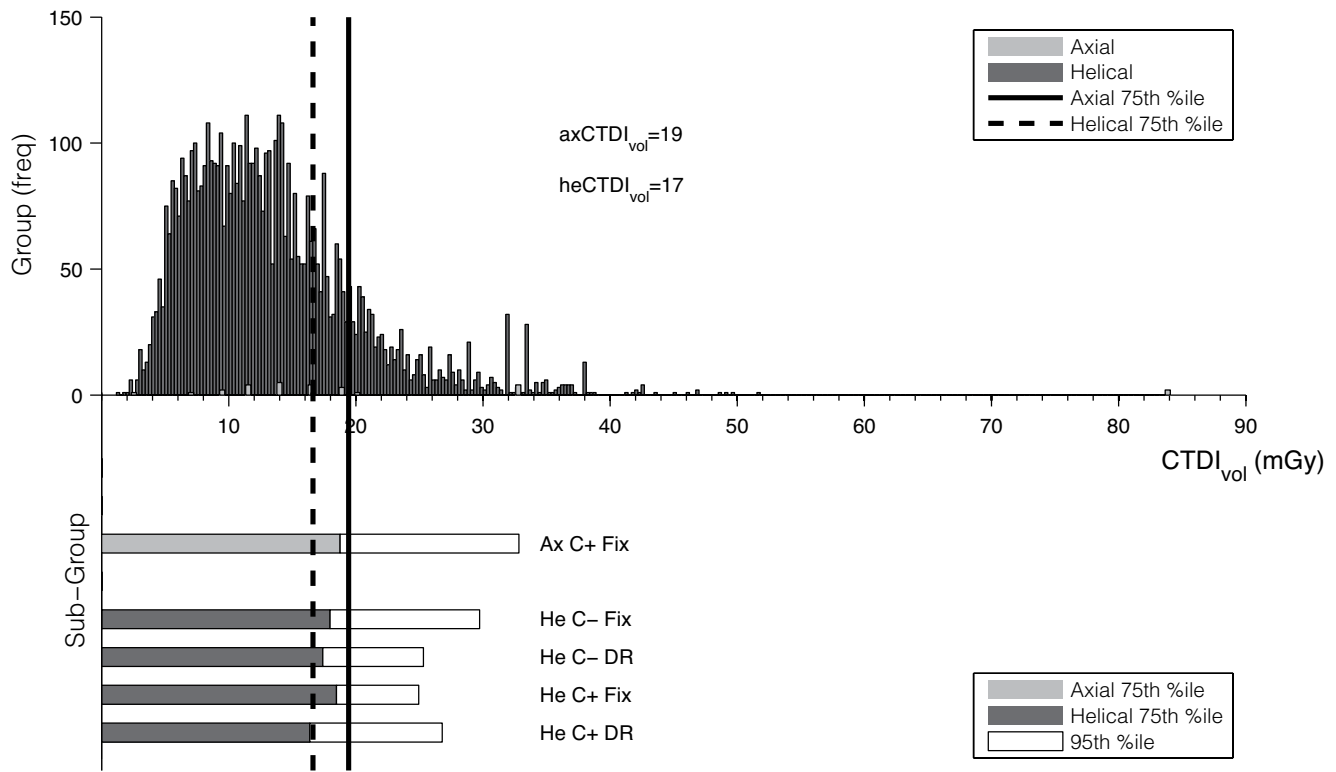 150
100
50
0
Group (freq)
Axial
Helical
Axial 75th %ile
Helical 75th %ile
axCTDIvol=19
heCTDIvol=17
10 20 30 40 50 60 70 80 90
CTDIvol (mGy)
Sub-Group
Ax C+ Fix
He C- Fix
He C- DR
He C+ Fix
He C+ DR
Axial 75th %ile
Helical 75th %ile
95th %ile